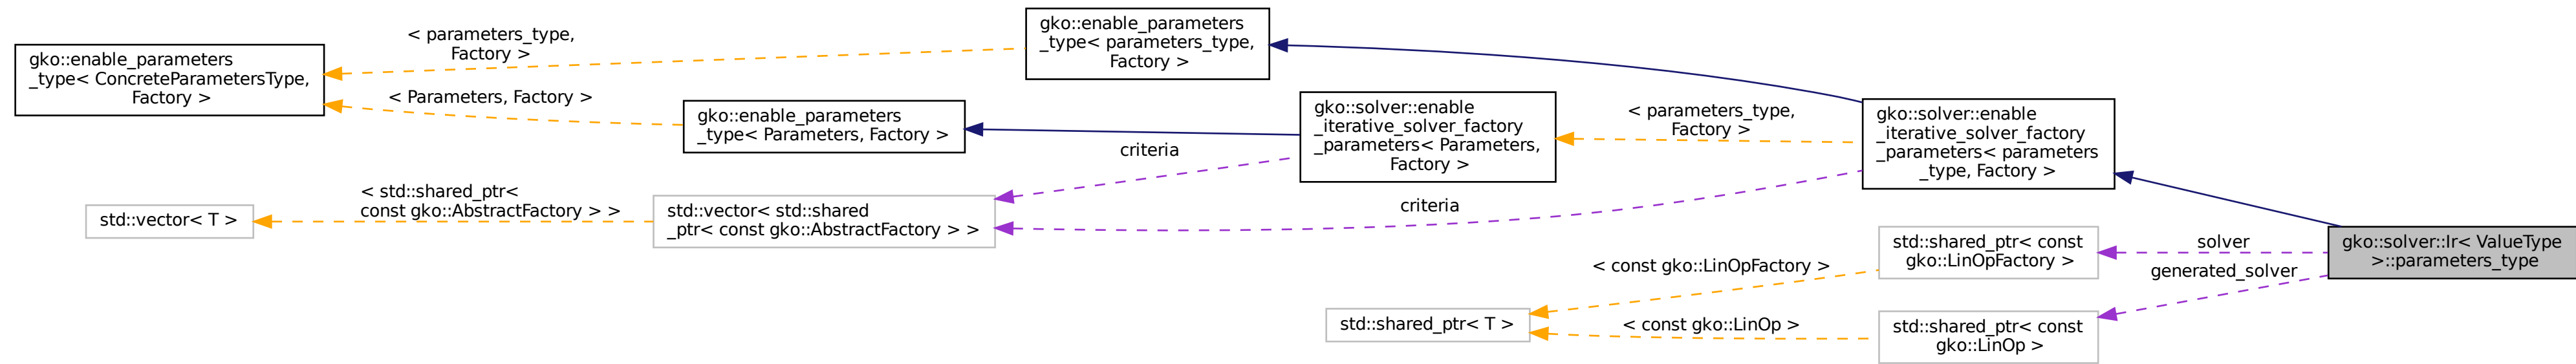 gko::enable_parameters
_type< ConcreteParametersType,
Factory >
< parameters_type,
Factory >
< Parameters, Factory >
gko::enable_parameters
_type< parameters_type,
Factory >
gko::enable_parameters
_type< Parameters, Factory >
gko::solver::enable
_iterative_solver_factory
_parameters< Parameters,
Factory >
< parameters_type,
Factory >
gko::solver::enable
_iterative_solver_factory
_parameters< parameters
_type, Factory >
criteria
criteria
std::vector< T >
< std::shared_ptr<
const gko::AbstractFactory > >
std::vector< std::shared
_ptr< const gko::AbstractFactory > >
gko::solver::Ir< ValueType
>::parameters_type
solver
generated_solver
std::shared_ptr< const
gko::LinOpFactory >
< const gko::LinOpFactory >
std::shared_ptr< T >
< const gko::LinOp >
std::shared_ptr< const
gko::LinOp >